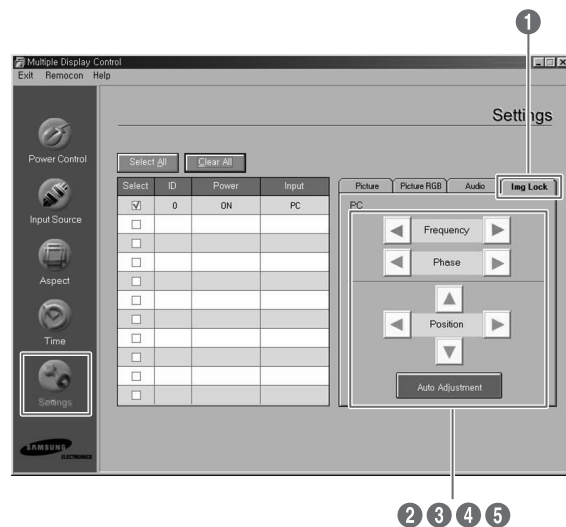 1
Multiple Display Control
Exit Remocon Help
Settings
Power Control
Input Source
Aspect
Time
Settings
SAMSUNG
ELECTRONICS
Select All Clear All
Select ID Power Input
0 ON PC
Picture Picture RGB Audio Img Lock
PC
Frequency
Phase
Position
Auto Adjustment
2 3 4 5